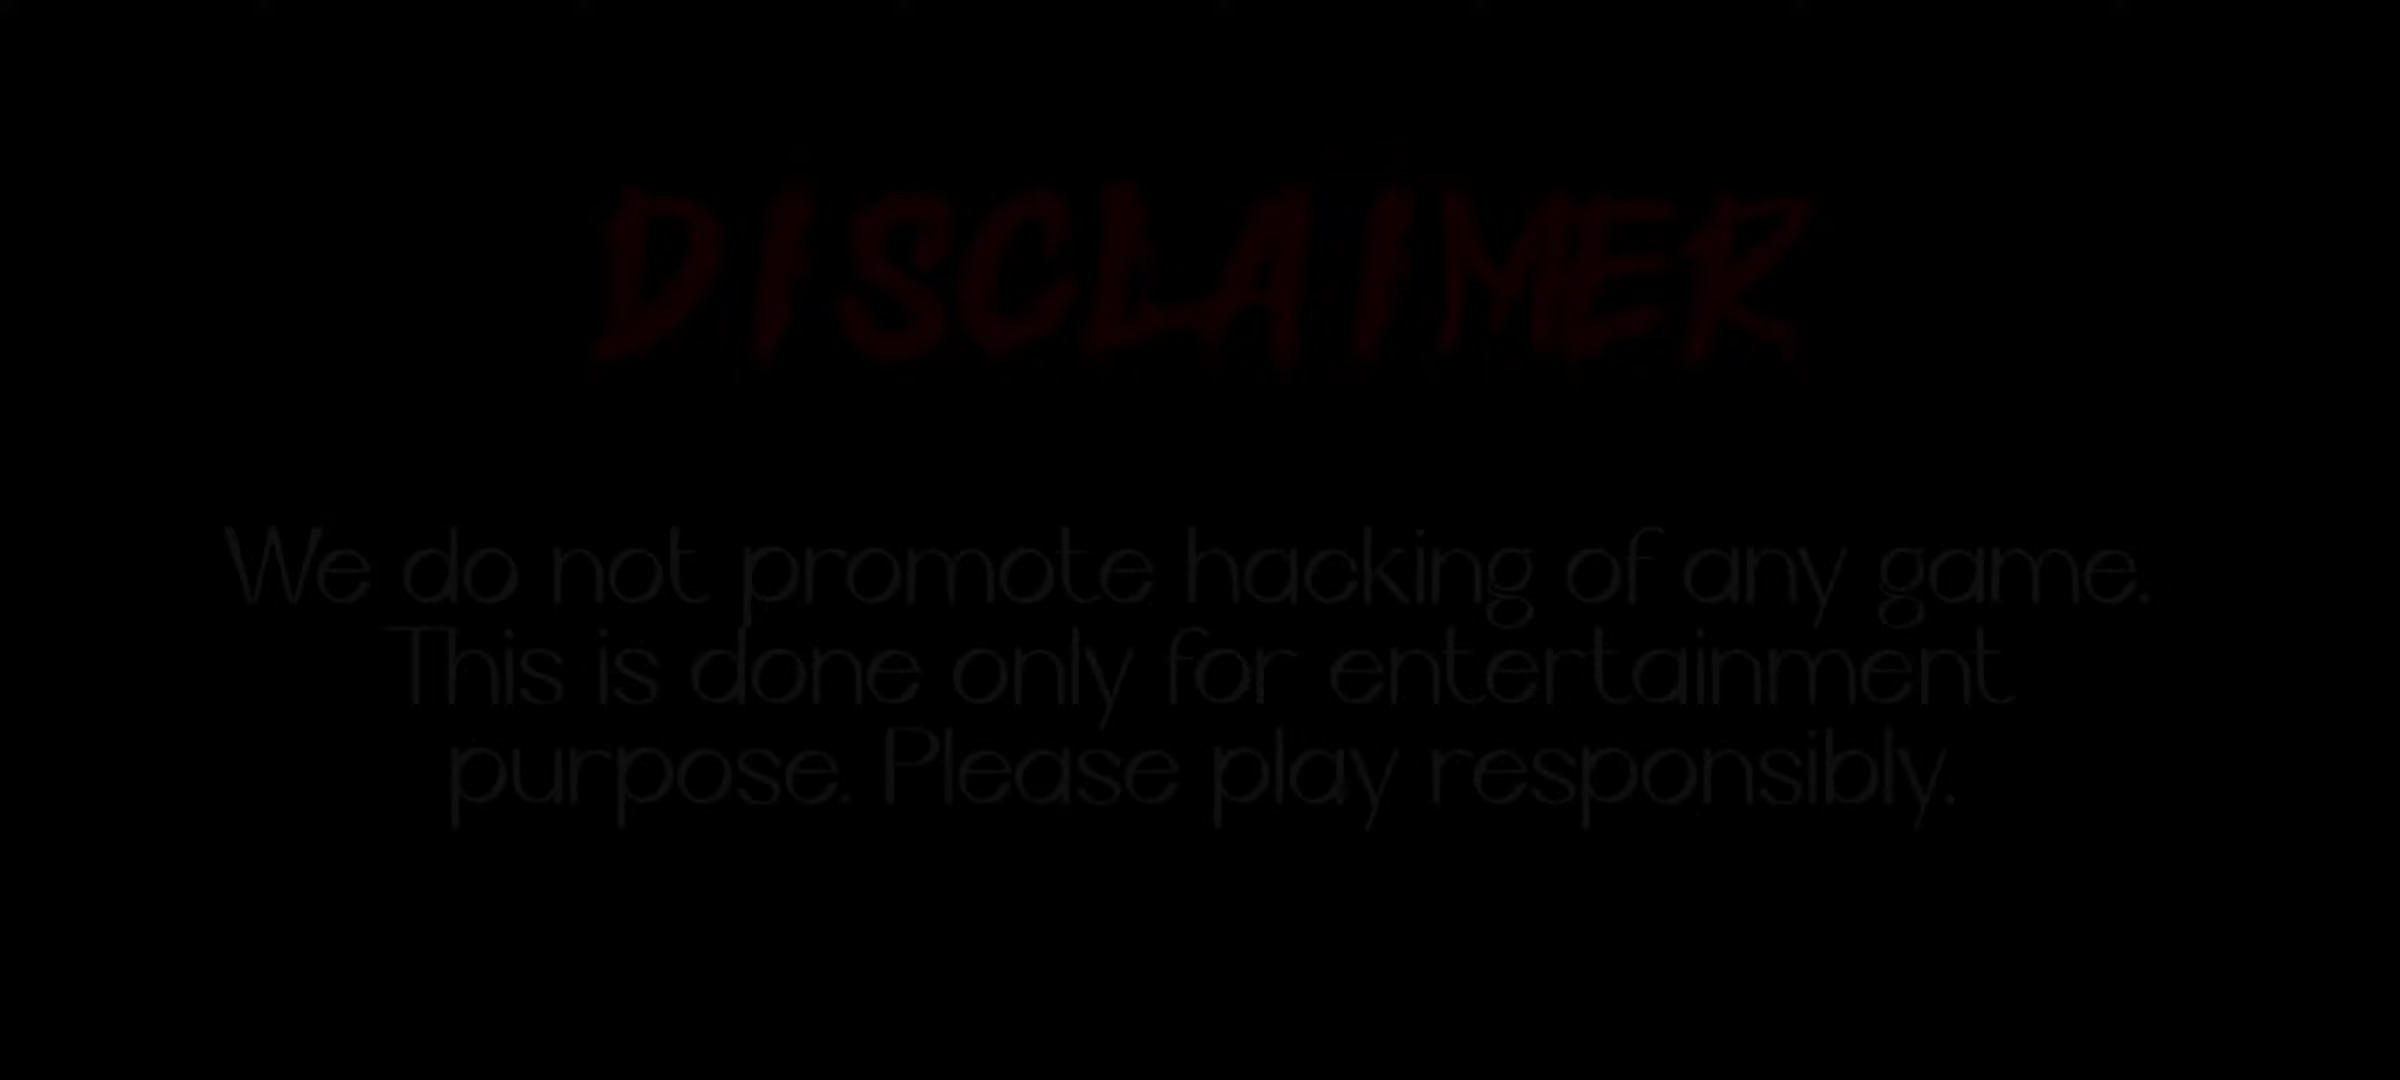 DISCLAIMER
We do not promote hacking of any game.
This is done only for entertainment
purpose. Please play responsibly.